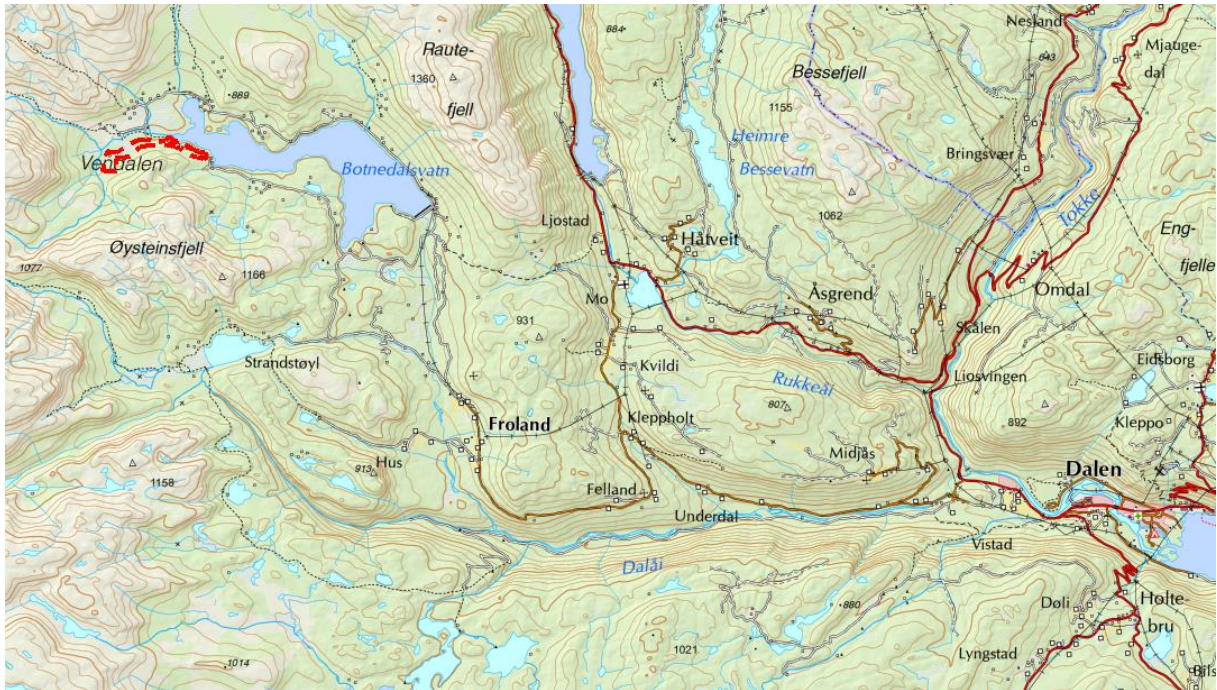 Nesland
884
Mjauge-
dal
Raute-
1360
fjell
Bessefjell
643
889
1155
Heimre
Bessevatn
Bringsvær
Vendalen
Botnedalsvatn
Tokke
Ljostad
Håtveit
1062
Øysteinsfjell
Eng-
fjelle
1077
1166
Mo
931
Åsgrend
Omdal
Skålen
Strandstøyl
Kvildi
Rukkeåi
Liosvingen
Eidsborg
807
Froland
Kleppholt
892
Kleppo
Hus
913
Midjås
Dalen
1158
Felland
Underdal
Vistad
Dalåi
Døli
Holte-
bru
880
1014
1021
Lyngstad
Bils